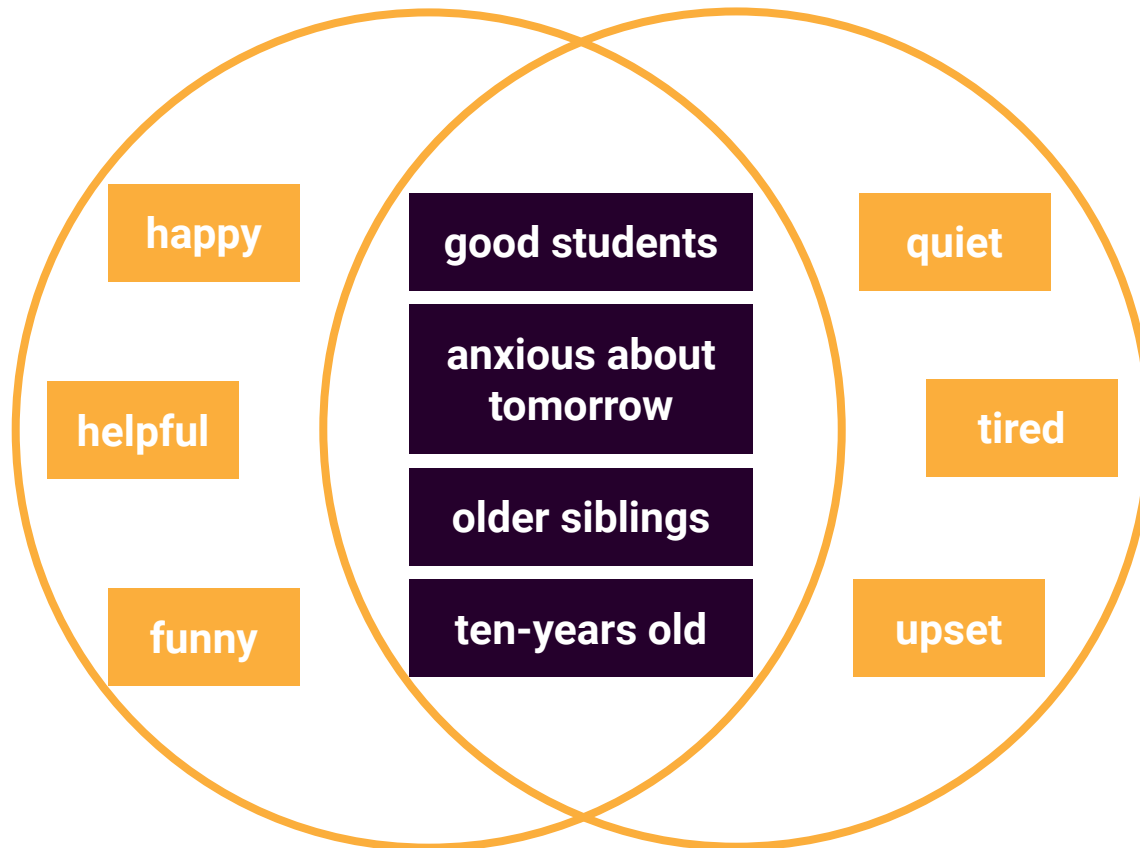 happy
good students
quiet
anxious about
tomorrow
helpful
tired
older siblings
funny
ten-years old
upset